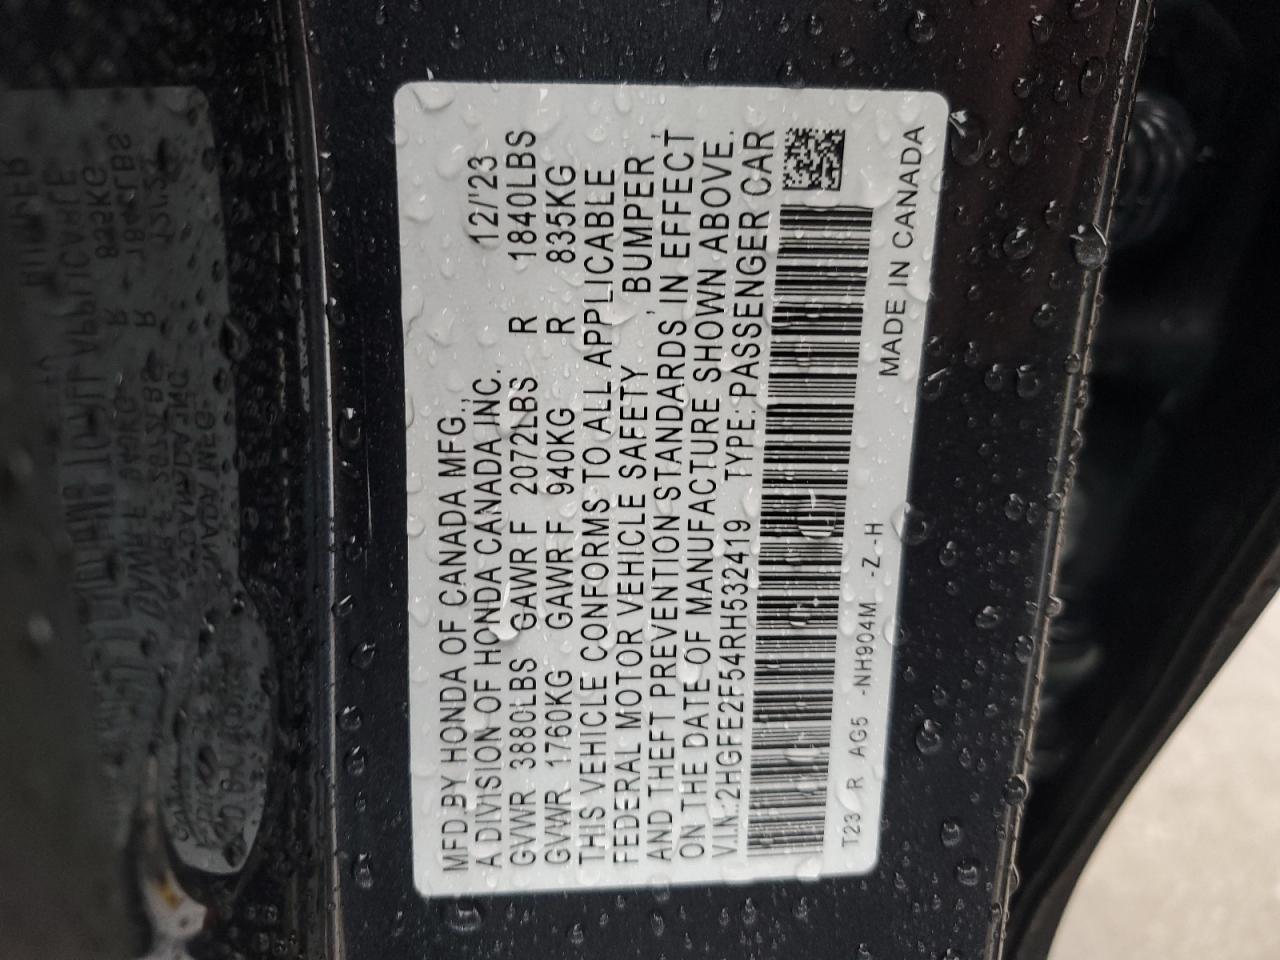 MFD.BY HONDA OF CANADA MFG.,
A DIVISION OF HONDA CANADA INC. 12/'23
GVWR 3880LBS GAWR F 2072LBS R 1840LBS
GVWR 1760KG GAWR F 940KG R 835KG
THIS VEHICLE CONFORMS TO ALL APPLICABLE
FEDERAL MOTOR VEHICLE SAFETY , BUMPER ,
AND THEFT PREVENTION STANDARDS IN EFFECT
ON THE DATE OF MANUFACTURE SHOWN ABOVE.
V.I.N.:2HGFE2F54RH532419 TYPE: PASSENGER CAR
T23 R AG5 -NH904M -Z -H
MADE IN CANADA